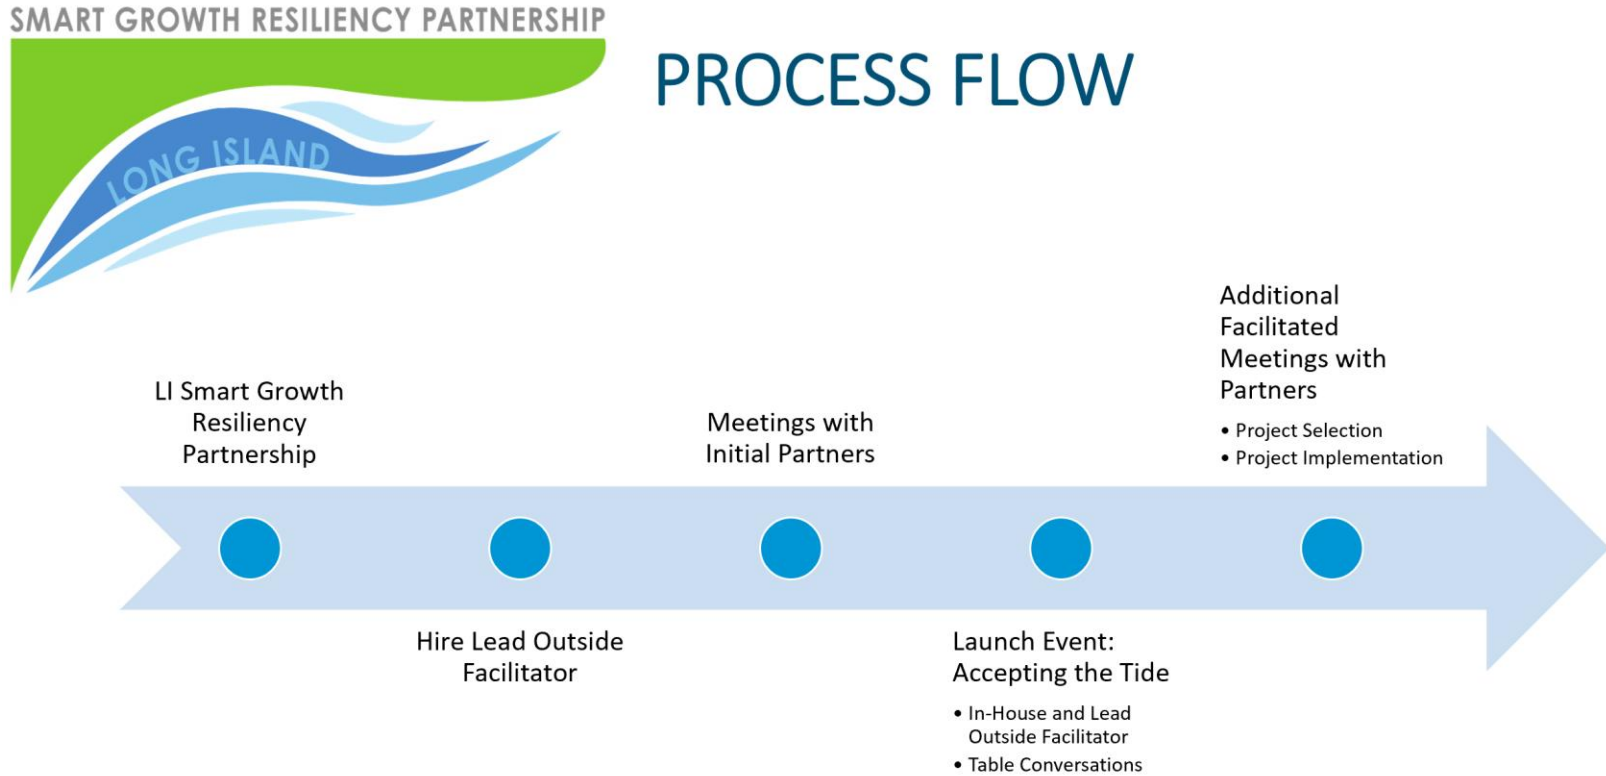 SMART GROWTH RESILIENCY PARTNERSHIP
LONG ISLAND
PROCESS FLOW
LI Smart Growth
Resiliency
Partnership
Hire Lead Outside
Facilitator
Meetings with
Initial Partners
Launch Event:
Accepting the Tide
• In-House and Lead
Outside Facilitator
• Table Conversations
Additional
Facilitated
Meetings with
Partners
• Project Selection
• Project Implementation